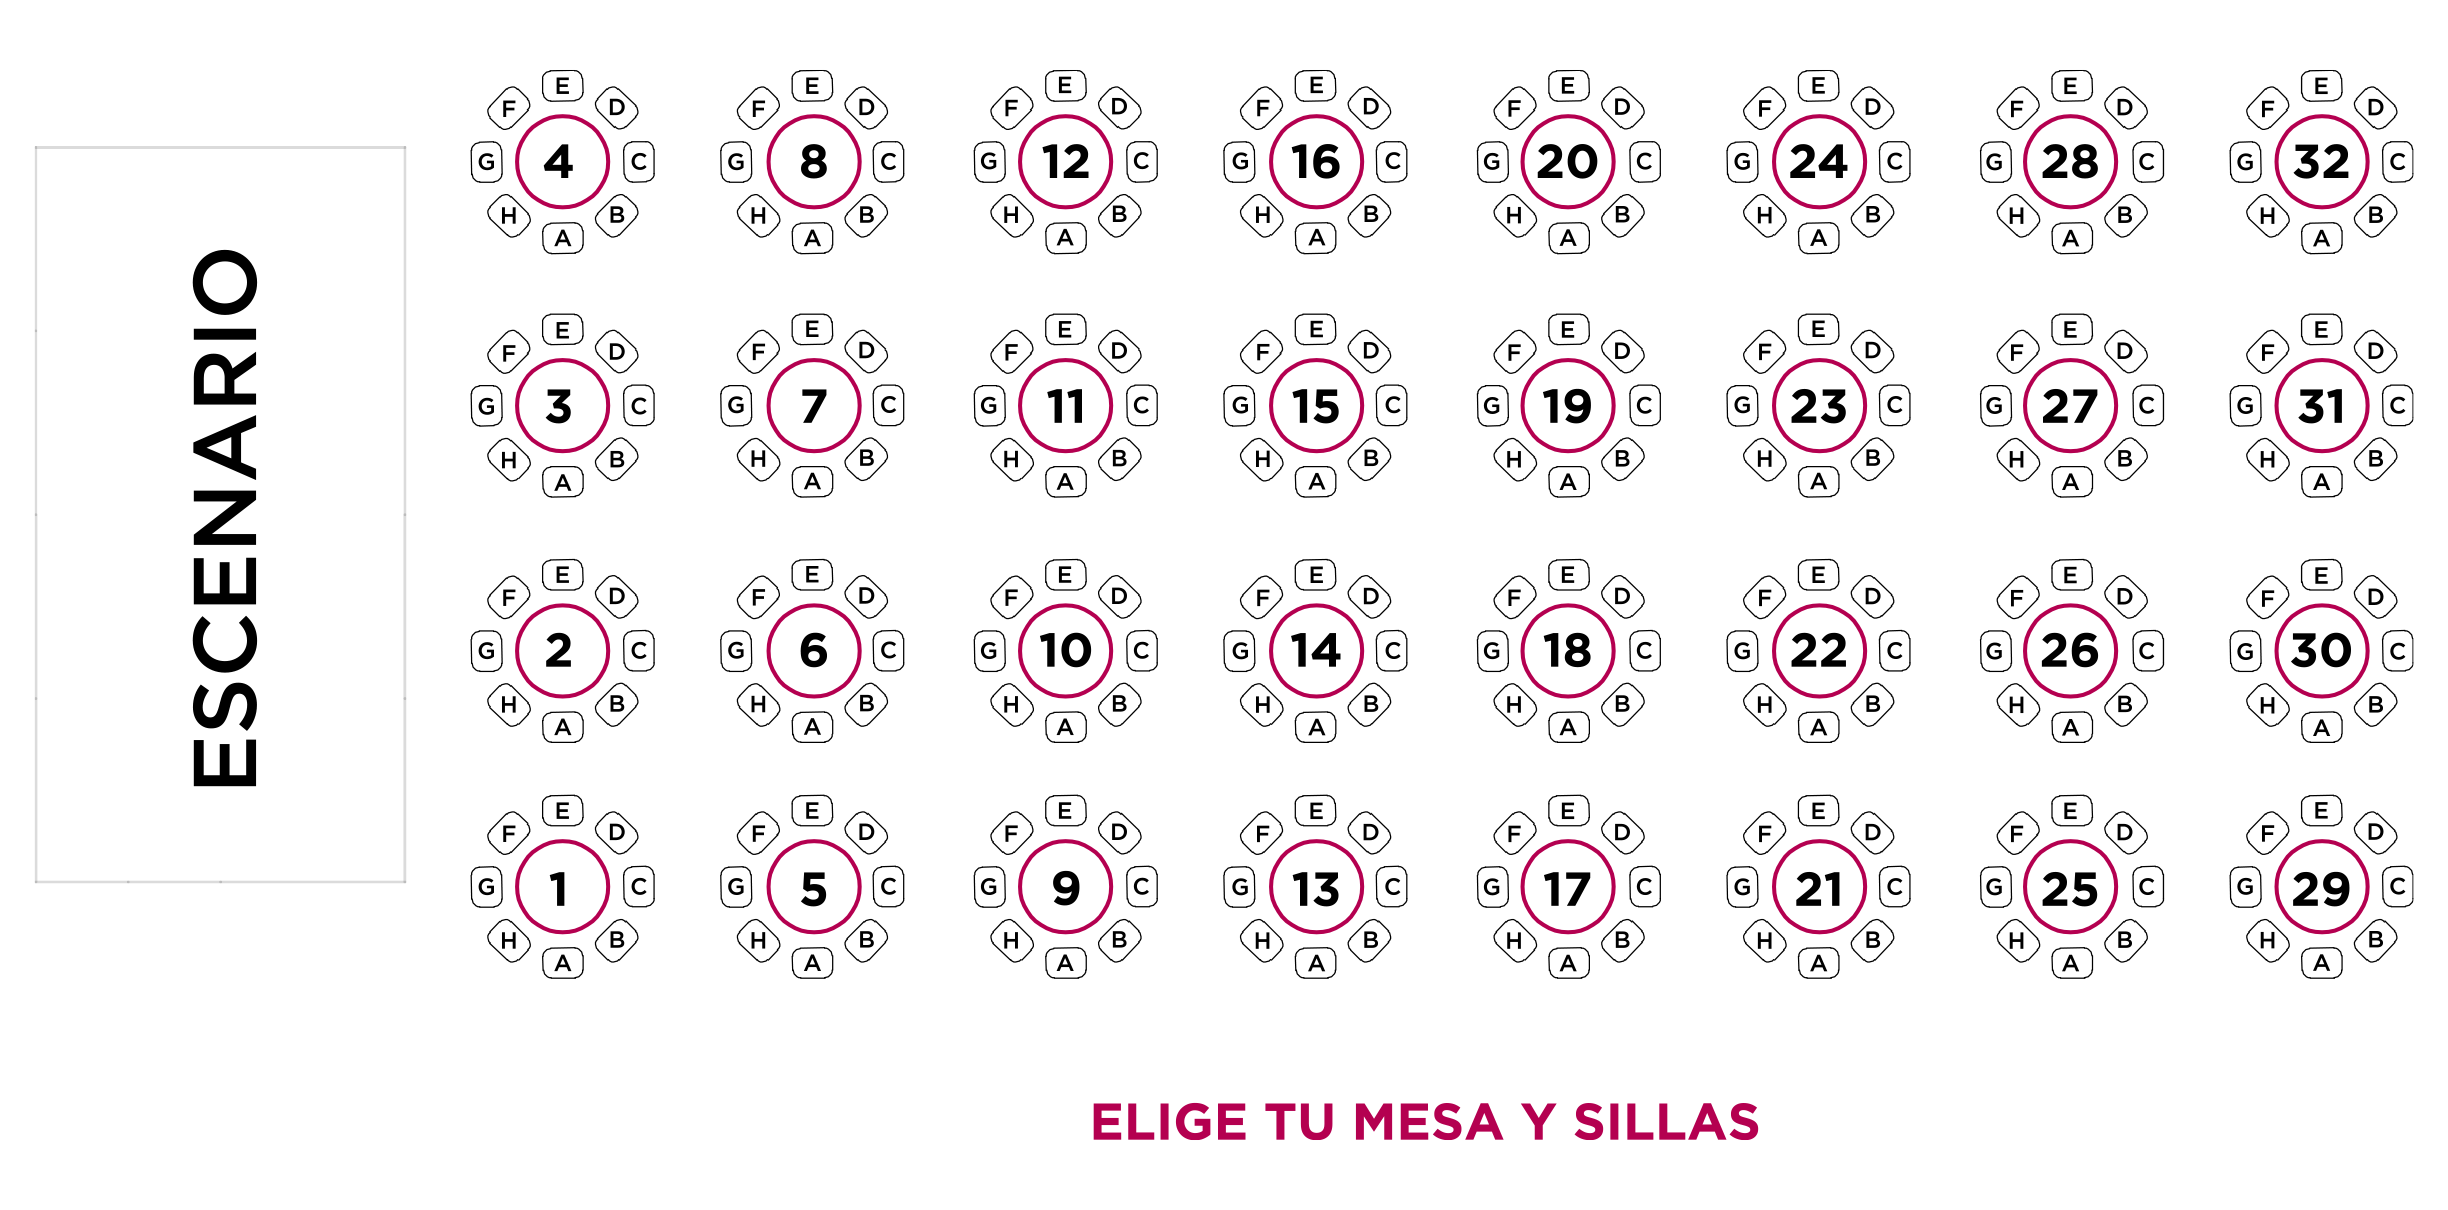 ESCENARIO
E E E E E E E E
F D F D F D F D F D F D F D F D
G 4 C G 8 C G 12 C G 16 C G 20 C G 24 C G 28 C G 32 C
H B H B H B H B H B H B H B H B
A A A A A A A A
E E E E E E E E
F D F D F D F D F D F D F D F D
G 3 C G 7 C G 11 C G 15 C G 19 C G 23 C G 27 C G 31 C
H B H B H B H B H B H B H B H B
A A A A A A A A
E E E E E E E E
F D F D F D F D F D F D F D F D
G 2 C G 6 C G 10 C G 14 C G 18 C G 22 C G 26 C G 30 C
H B H B H B H B H B H B H B H B
A A A A A A A A
E E E E E E E E
F D F D F D F D F D F D F D F D
G 1 C G 5 C G 9 C G 13 C G 17 C G 21 C G 25 C G 29 C
H B H B H B H B H B H B H B H B
A A A A A A A A
ELIGE TU MESA Y SILLAS